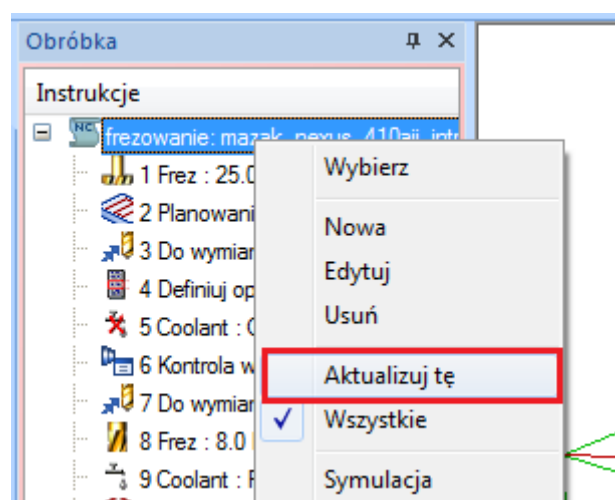 Obróbka
Instrukcje
NC frezowanie: mazak_nexus_410aii_intr
1 Frez : 25.0
2 Planowani
3 Do wymiar
4 Definiuj op
5 Coolant :
6 Kontrola w
7 Do wymiar
8 Frez : 8.0
9 Coolant : F
Wybierz
Nowa
Edytuj
Usuń
Aktualizuj tę
Wszystkie
Symulacja